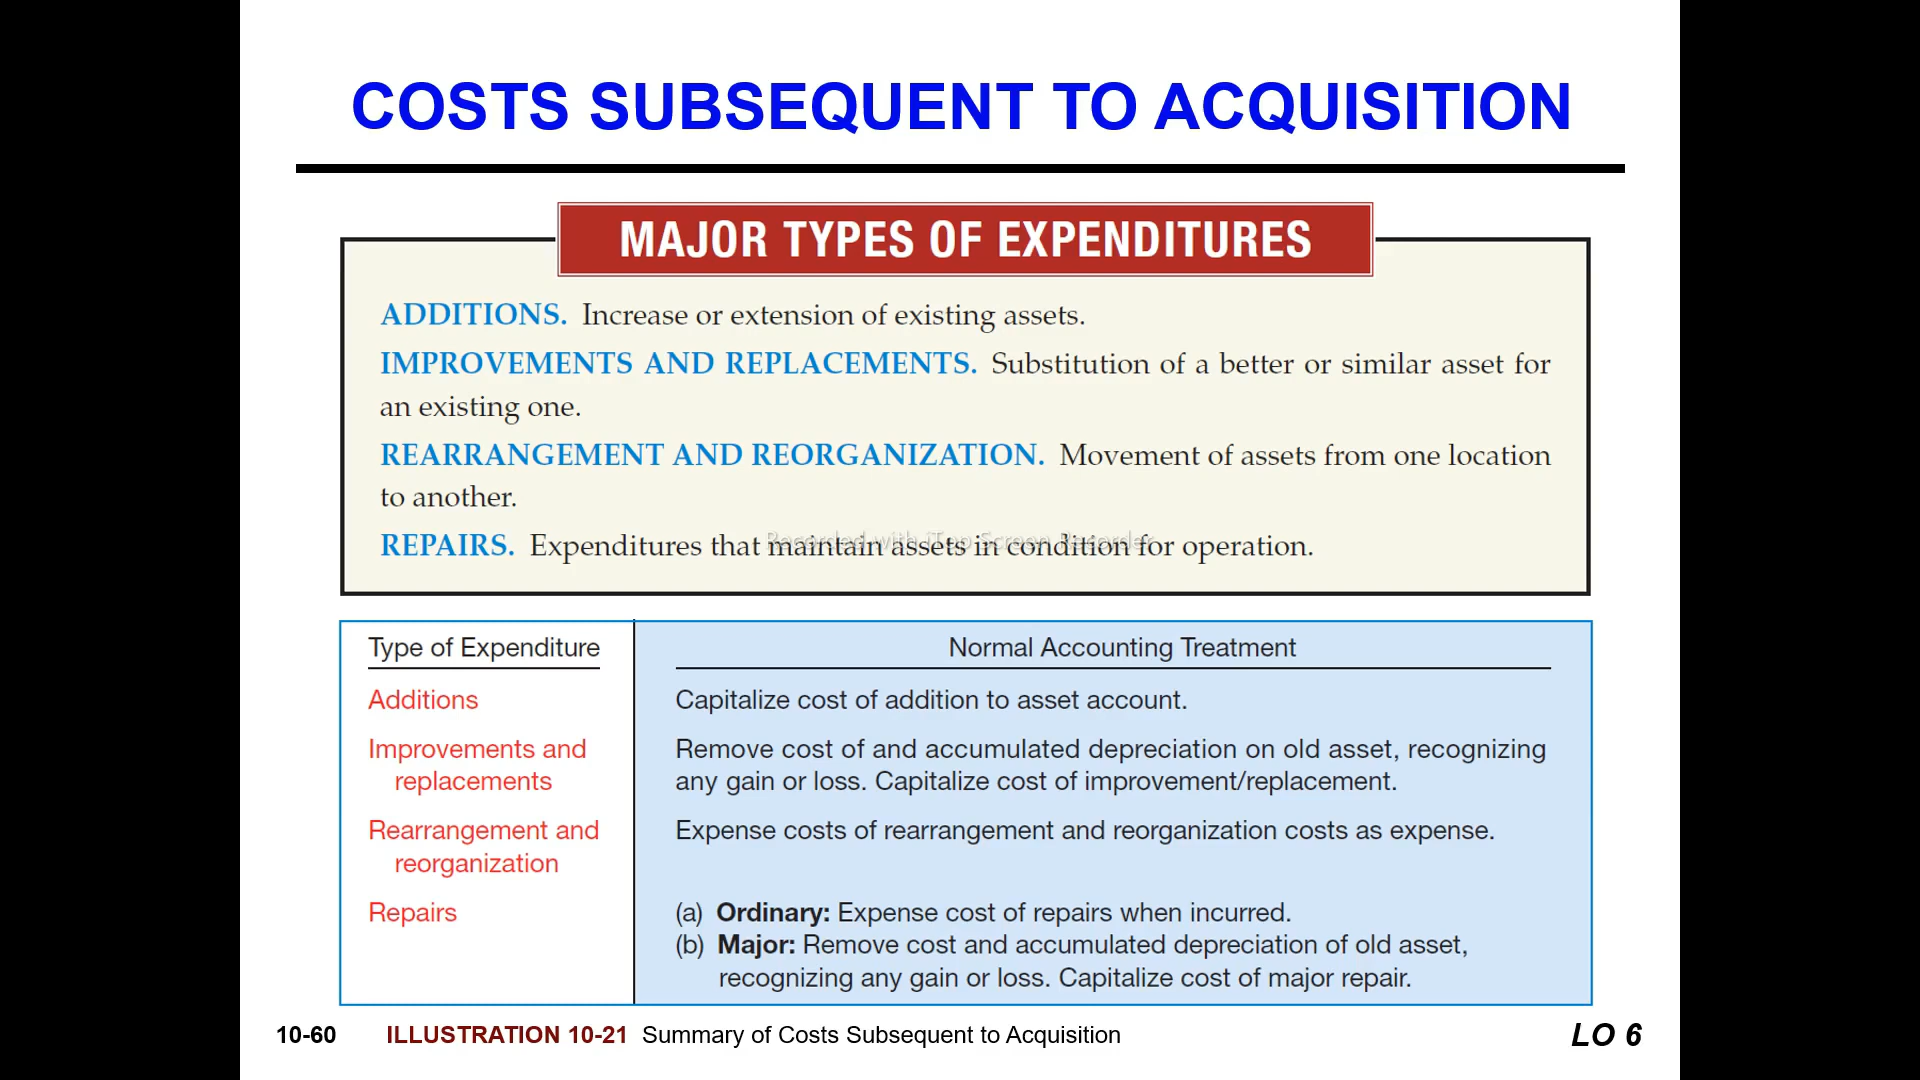 COSTS SUBSEQUENT TO ACQUISITION
MAJOR TYPES OF EXPENDITURES
ADDITIONS. Increase or extension of existing assets.
IMPROVEMENTS AND REPLACEMENTS. Substitution of a better or similar asset for
an existing one.
REARRANGEMENT AND REORGANIZATION. Movement of assets from one location
to another.
REPAIRS. Expenditures that maintain assets in condition for operation.
Recorded with iTop Screen Recorder
Type of Expenditure
Normal Accounting Treatment
Additions
Capitalize cost of addition to asset account.
Improvements and
replacements
Remove cost of and accumulated depreciation on old asset, recognizing
any gain or loss. Capitalize cost of improvement/replacement.
Rearrangement and
reorganization
Expense costs of rearrangement and reorganization costs as expense.
Repairs
(a) Ordinary: Expense cost of repairs when incurred.
(b) Major: Remove cost and accumulated depreciation of old asset,
recognizing any gain or loss. Capitalize cost of major repair.
10-60
ILLUSTRATION 10-21 Summary of Costs Subsequent to Acquisition
LO 6